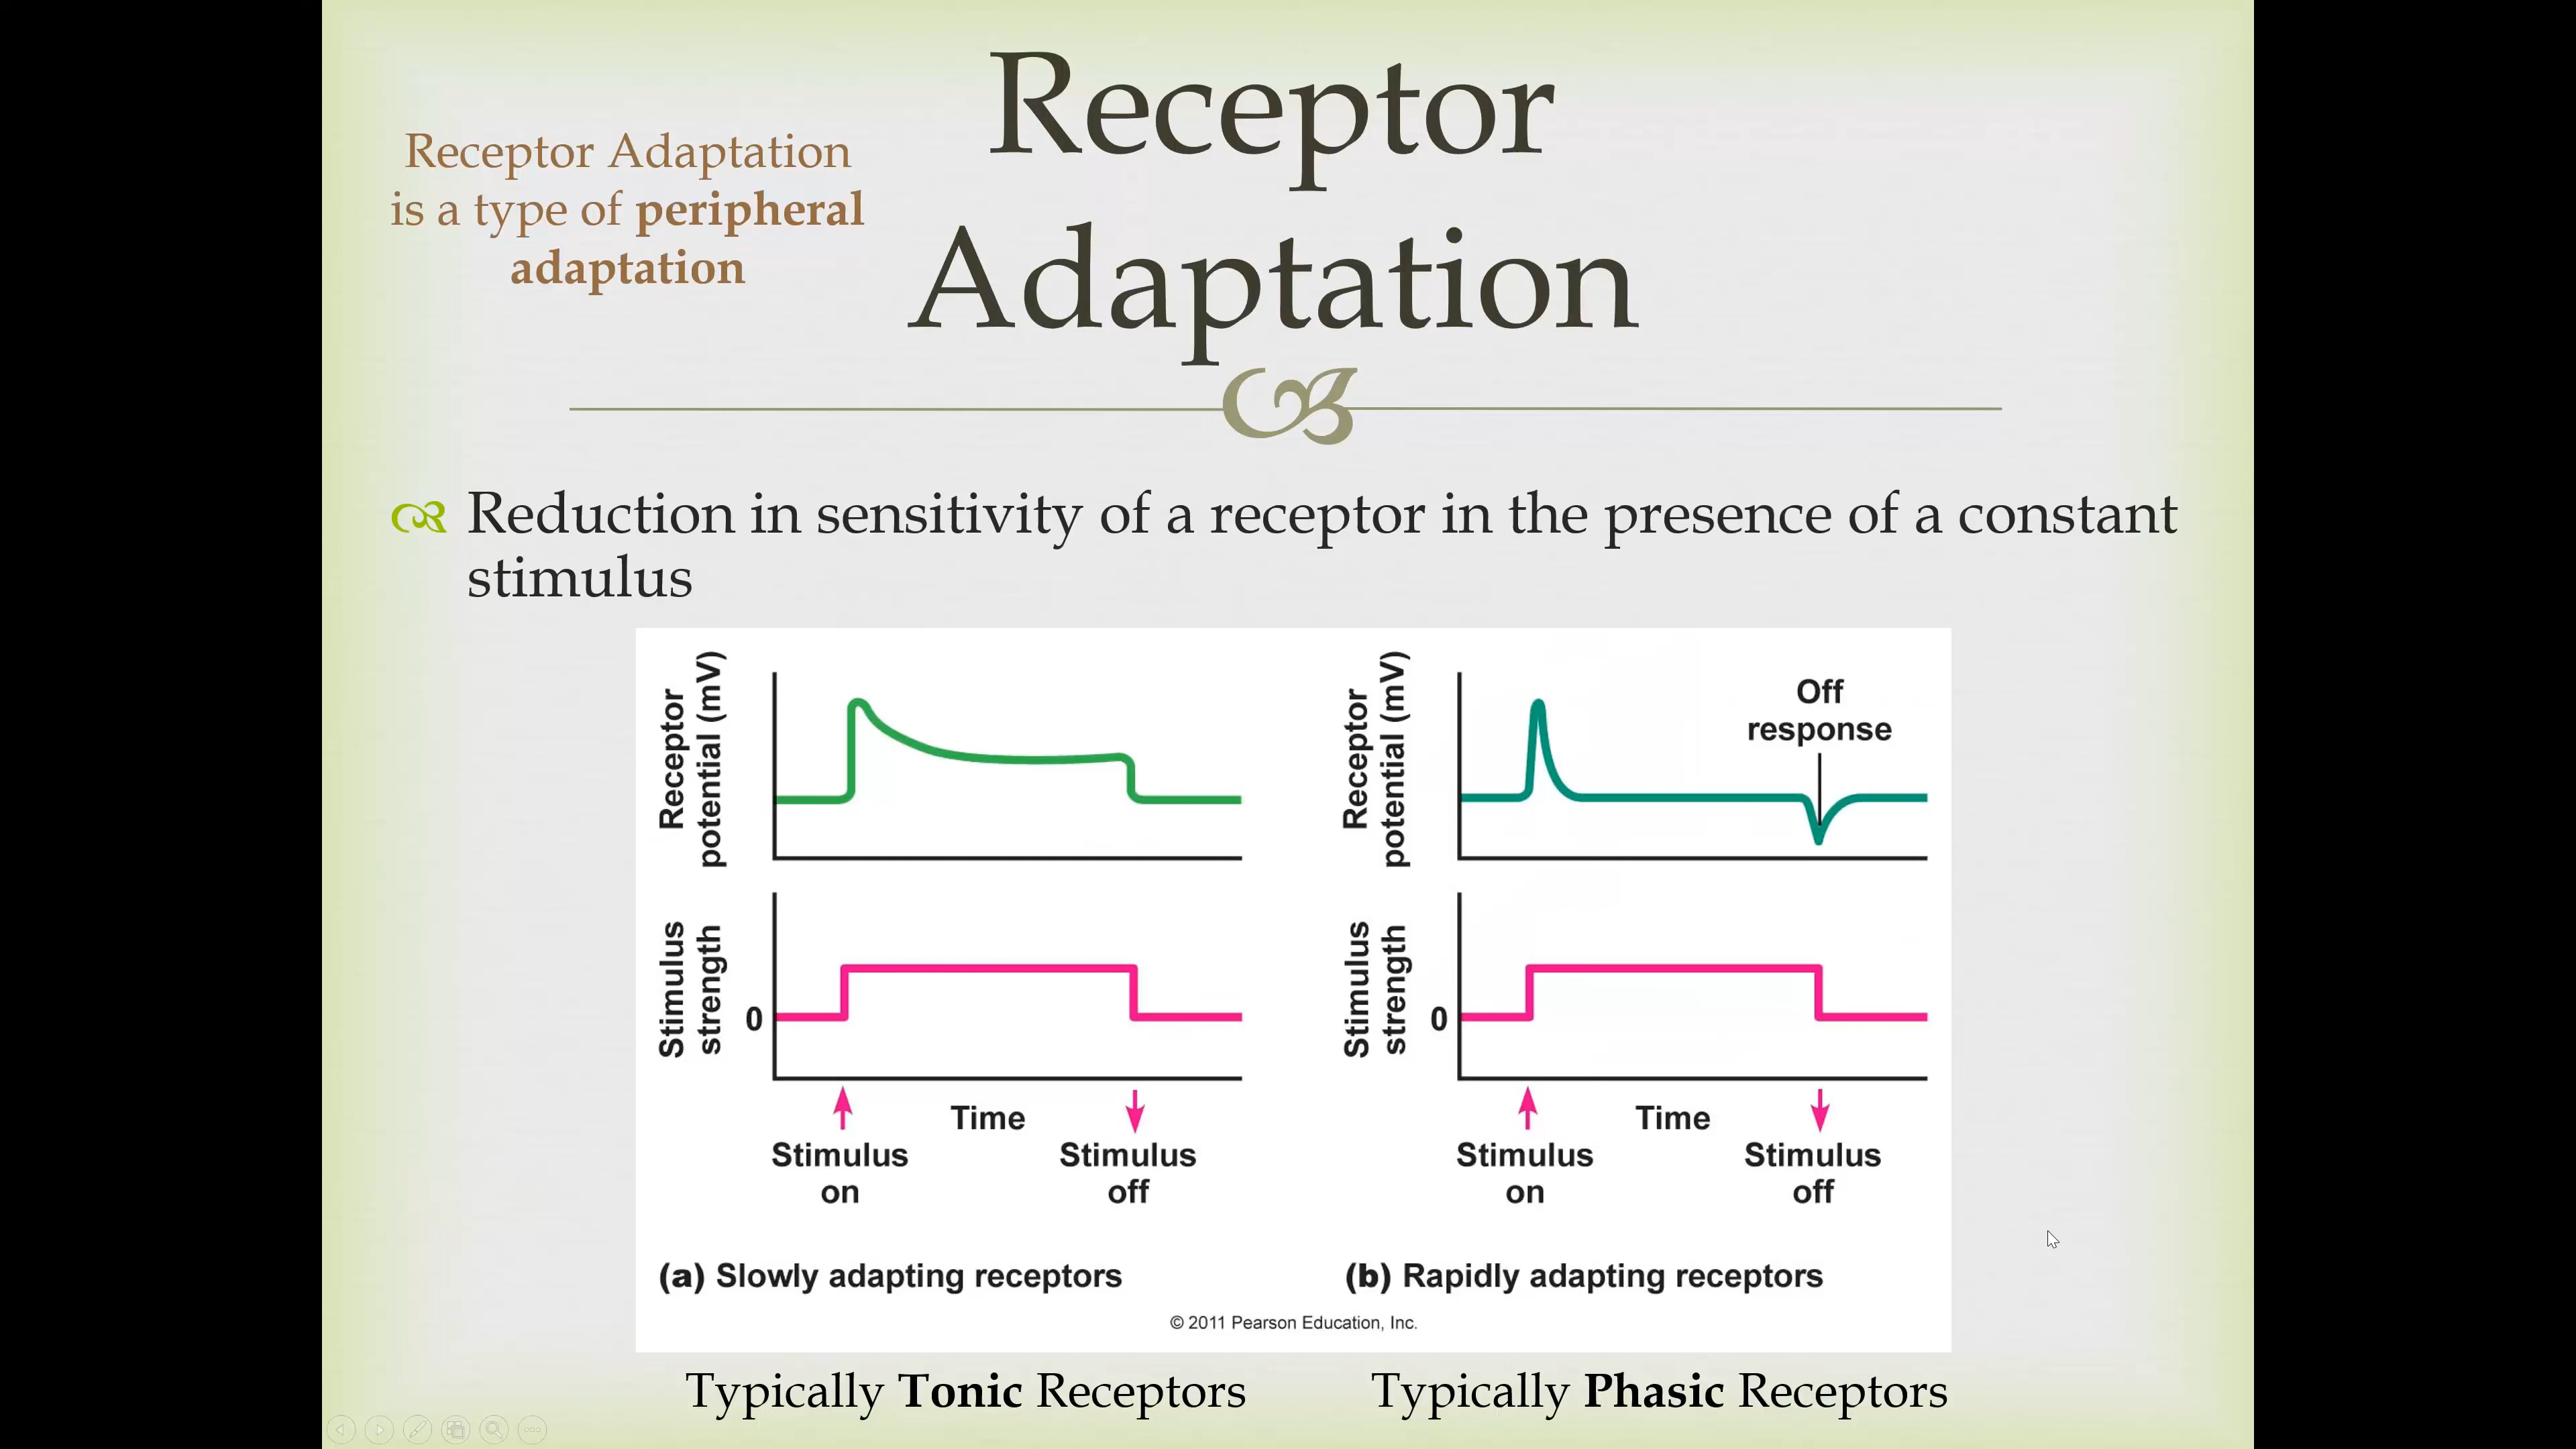 Receptor Adaptation
is a type of peripheral
adaptation
Receptor
Adaptation
Reduction in sensitivity of a receptor in the presence of a constant
stimulus
Receptor
potential (mV)
Stimulus
strength
0
Time
Stimulus
on
Stimulus
off
(a) Slowly adapting receptors
Receptor
potential (mV)
Off
response
Stimulus
strength
0
Time
Stimulus
on
Stimulus
off
(b) Rapidly adapting receptors
© 2011 Pearson Education, Inc.
Typically Tonic Receptors
Typically Phasic Receptors